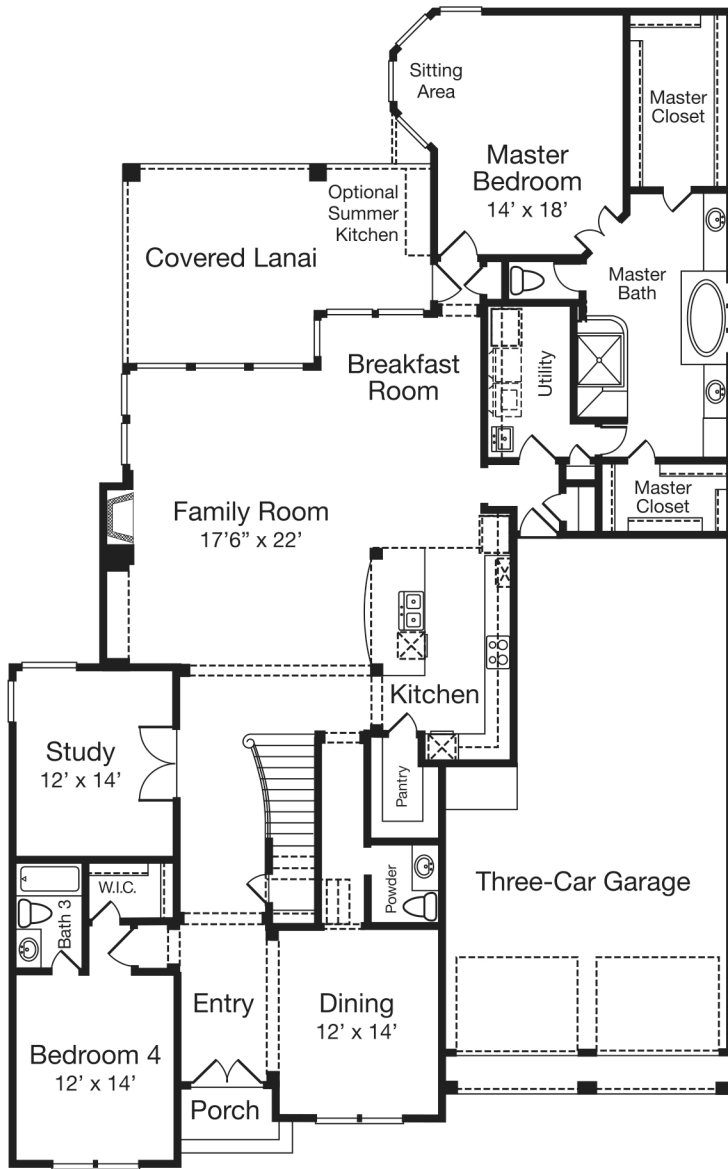 Sitting
Area
Master
Closet
Master
Bedroom
14’ x 18’
Optional
Summer
Kitchen
Covered Lanai
Master
Bath
Breakfast
Room
Utility
Master
Closet
Family Room
17’6” x 22’
Kitchen
Study
12’ x 14’
Pantry
W.I.C.
Powder
Three-Car Garage
Bath 3
Entry
Dining
12’ x 14’
Bedroom 4
12’ x 14’
Porch